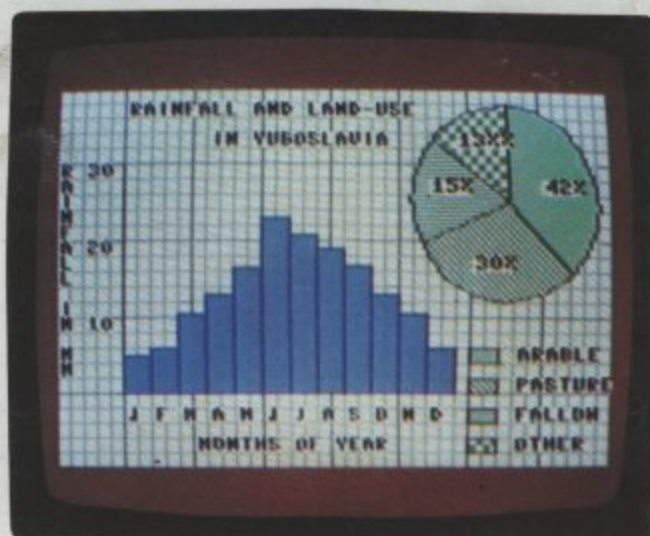 RAINFALL AND LAND-USE
IN YUGOSLAVIA
RAINFALL IN MM
30
20
10
13%
42%
15%
30%
J F M A M J J A S O N D
MONTHS OF YEAR
ARABLE
PASTURE
FALLOW
OTHER